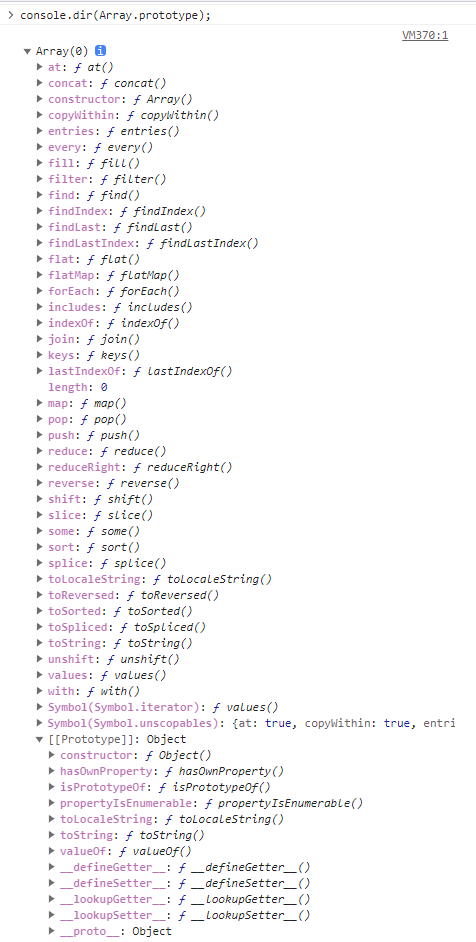 > console.dir(Array.prototype);
VM370:1
▼ Array(0) i
▶ at: ƒ at()
▶ concat: ƒ concat()
▶ constructor: ƒ Array()
▶ copyWithin: ƒ copyWithin()
▶ entries: ƒ entries()
▶ every: ƒ every()
▶ fill: ƒ fill()
▶ filter: ƒ filter()
▶ find: ƒ find()
▶ findIndex: ƒ findIndex()
▶ findLast: ƒ findLast()
▶ findLastIndex: ƒ findLastIndex()
▶ flat: ƒ flat()
▶ flatMap: ƒ flatMap()
▶ forEach: ƒ forEach()
▶ includes: ƒ includes()
▶ indexOf: ƒ indexOf()
▶ join: ƒ join()
▶ keys: ƒ keys()
▶ lastIndexOf: ƒ lastIndexOf()
length: 0
▶ map: ƒ map()
▶ pop: ƒ pop()
▶ push: ƒ push()
▶ reduce: ƒ reduce()
▶ reduceRight: ƒ reduceRight()
▶ reverse: ƒ reverse()
▶ shift: ƒ shift()
▶ slice: ƒ slice()
▶ some: ƒ some()
▶ sort: ƒ sort()
▶ splice: ƒ splice()
▶ toLocaleString: ƒ toLocaleString()
▶ toReversed: ƒ toReversed()
▶ toSorted: ƒ toSorted()
▶ toSpliced: ƒ toSpliced()
▶ toString: ƒ toString()
▶ unshift: ƒ unshift()
▶ values: ƒ values()
▶ with: ƒ with()
▶ Symbol(Symbol.iterator): ƒ values()
▶ Symbol(Symbol.unscopables): {at: true, copyWithin: true, entri
▼ [[Prototype]]: Object
▶ constructor: ƒ Object()
▶ hasOwnProperty: ƒ hasOwnProperty()
▶ isPrototypeOf: ƒ isPrototypeOf()
▶ propertyIsEnumerable: ƒ propertyIsEnumerable()
▶ toLocaleString: ƒ toLocaleString()
▶ toString: ƒ toString()
▶ valueOf: ƒ valueOf()
▶ __defineGetter__: ƒ __defineGetter__()
▶ __defineSetter__: ƒ __defineSetter__()
▶ __lookupGetter__: ƒ __lookupGetter__()
▶ __lookupSetter__: ƒ __lookupSetter__()
▶ __proto__: Object